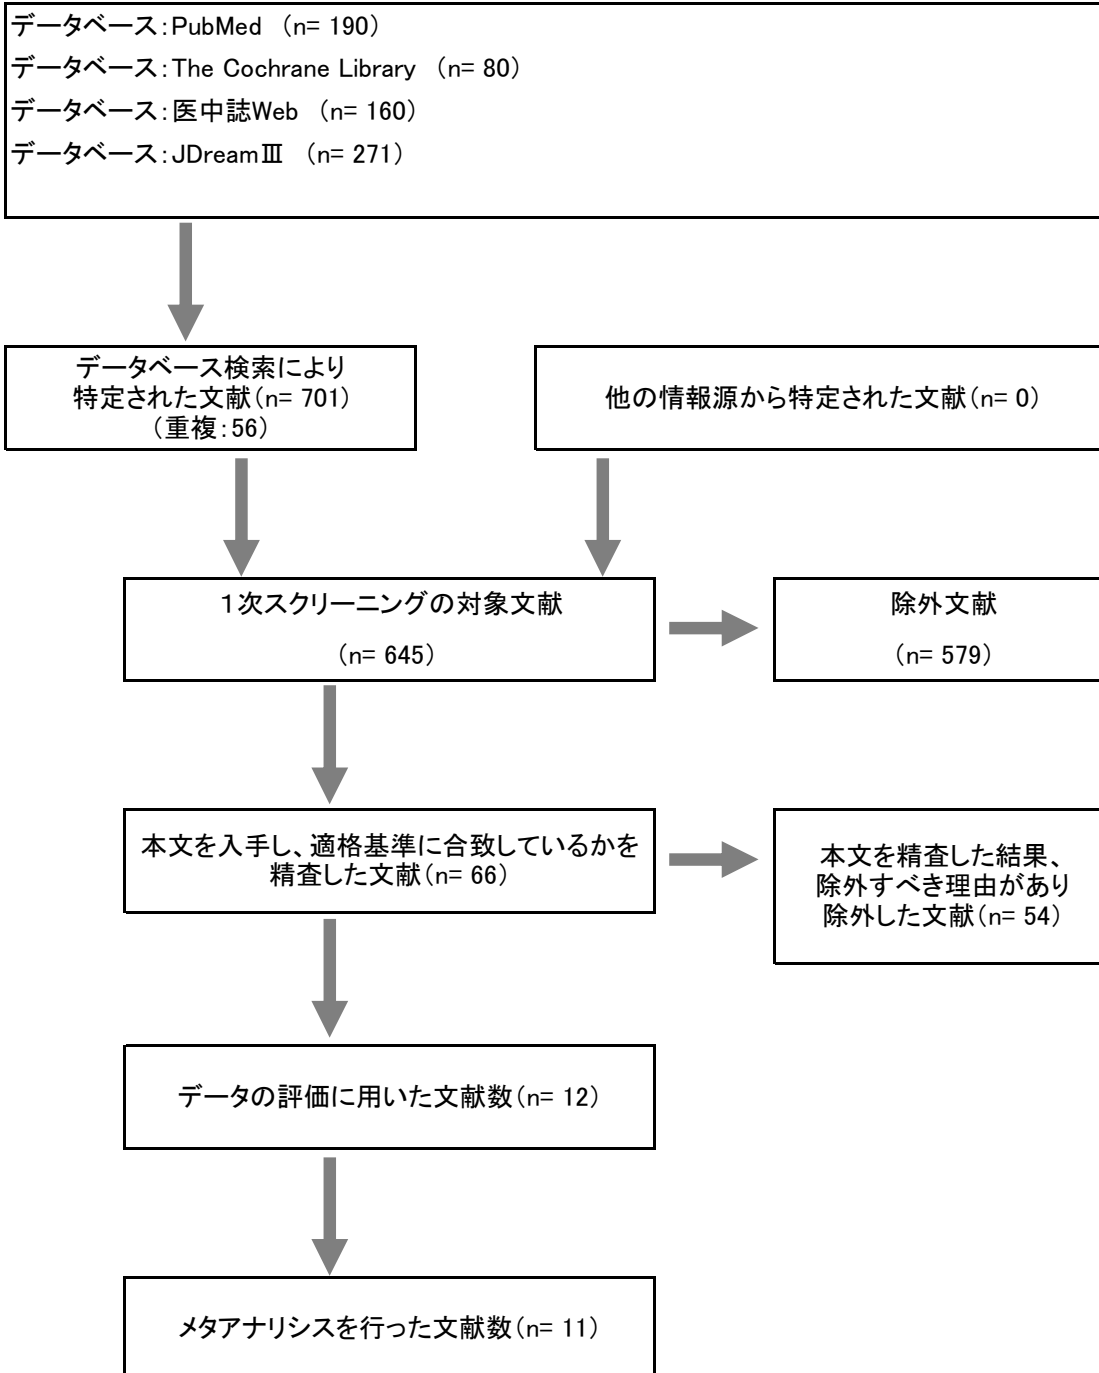 データベース:PubMed (n= 190)
データベース:The Cochrane Library (n= 80)
データベース:医中誌Web (n= 160)
データベース:JDreamⅢ (n= 271)
データベース検索により
特定された文献(n= 701)
(重複:56)
他の情報源から特定された文献(n= 0)
1次スクリーニングの対象文献
(n= 645)
除外文献
(n= 579)
本文を入手し、適格基準に合致しているかを
精査した文献(n= 66)
本文を精査した結果、
除外すべき理由があり
除外した文献(n= 54)
データの評価に用いた文献数(n= 12)
メタアナリシスを行った文献数(n= 11)